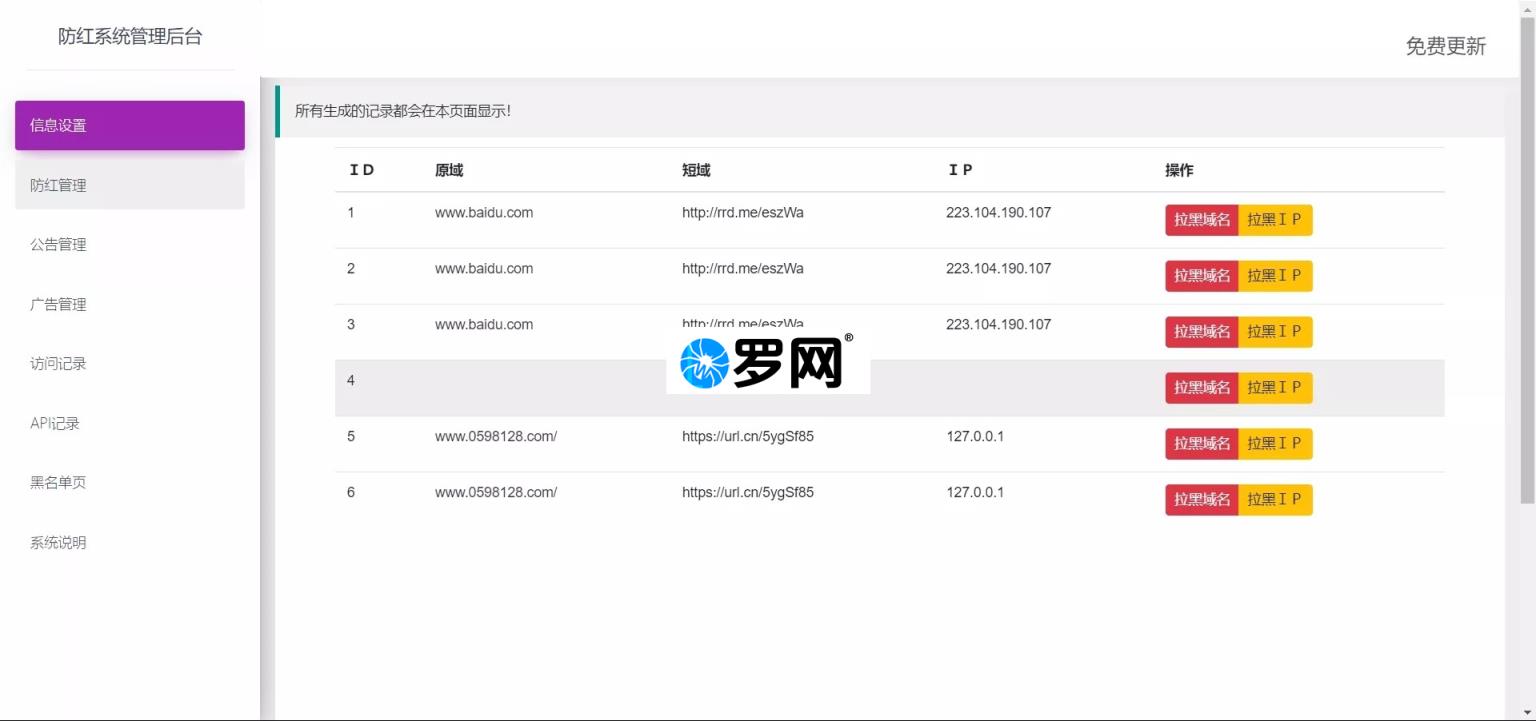 防红系统管理后台
免费更新
信息设置
防红管理
公告管理
广告管理
访问记录
API记录
黑名单页
系统说明
所有生成的记录都会在本页面显示!
ID 原域 短域 IP 操作
1 www.baidu.com http://rrd.me/eszWa 223.104.190.107 拉黑域名 拉黑IP
2 www.baidu.com http://rrd.me/eszWa 223.104.190.107 拉黑域名 拉黑IP
3 www.baidu.com http://rrd.me/eszWa 223.104.190.107 拉黑域名 拉黑IP
罗网®
4 拉黑域名 拉黑IP
5 www.0598128.com/ https://url.cn/5ygSf85 127.0.0.1 拉黑域名 拉黑IP
6 www.0598128.com/ https://url.cn/5ygSf85 127.0.0.1 拉黑域名 拉黑IP